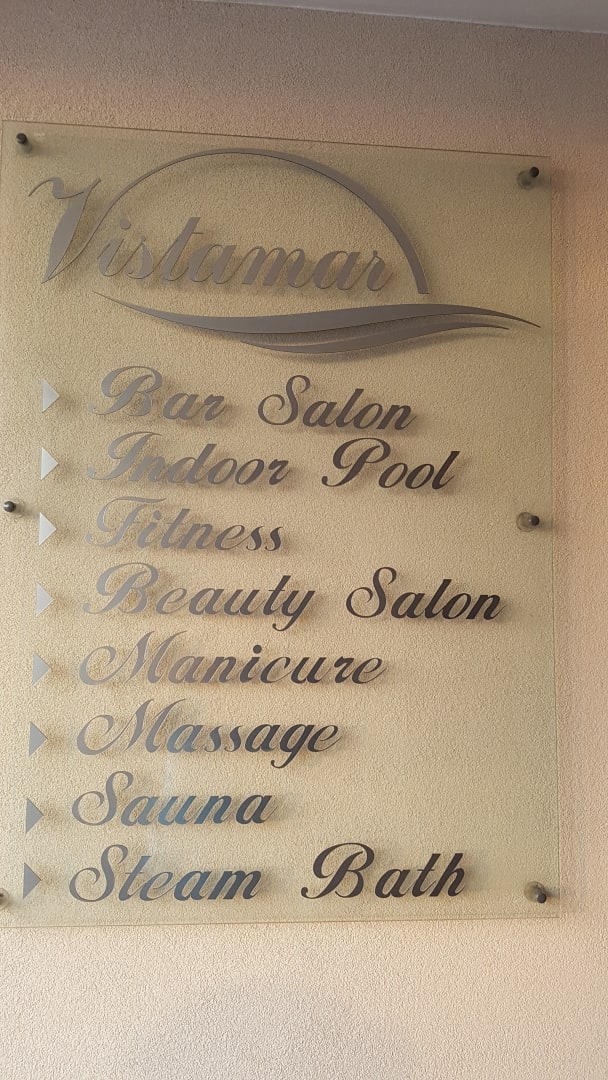 Vistamar
Bar Salon
Indoor Pool
Fitness
Beauty Salon
Manicure
Massage
Sauna
Steam Bath